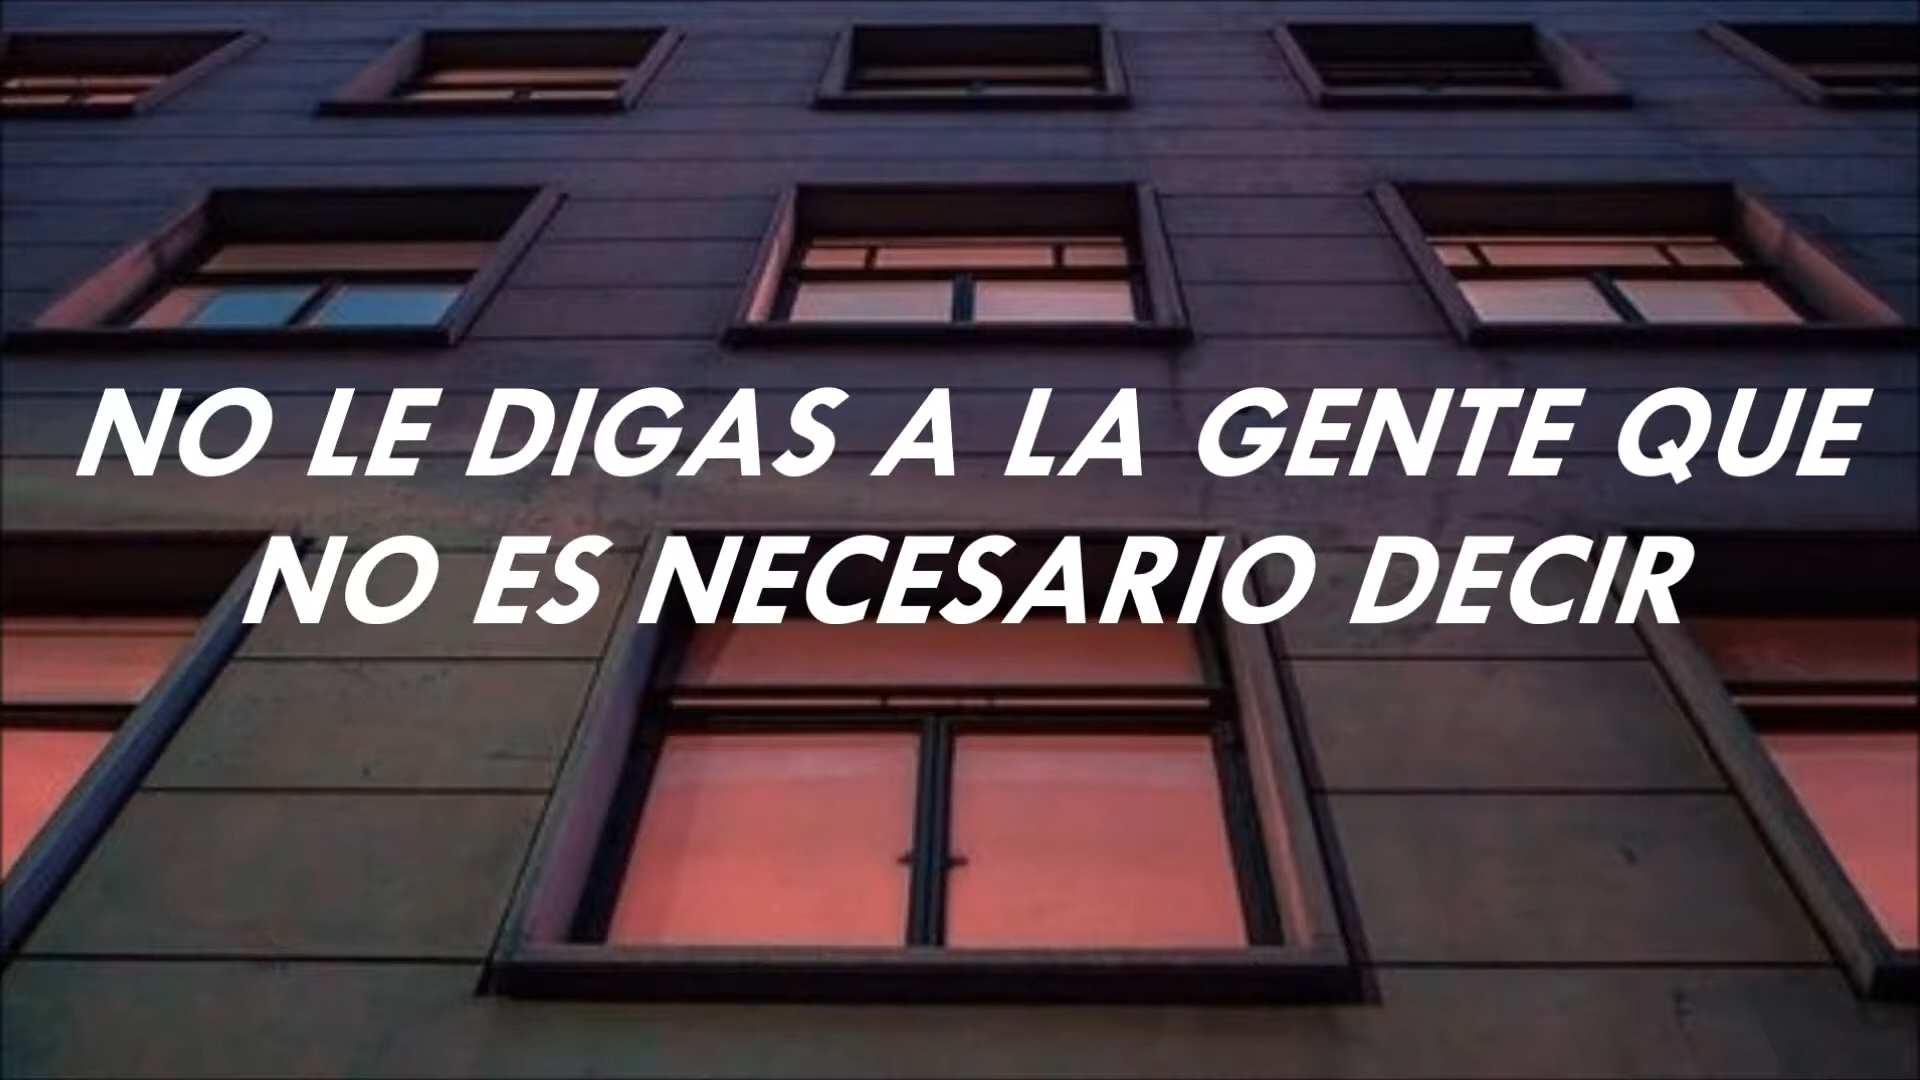 NO LE DIGAS A LA GENTE QUE
NO ES NECESARIO DECIR